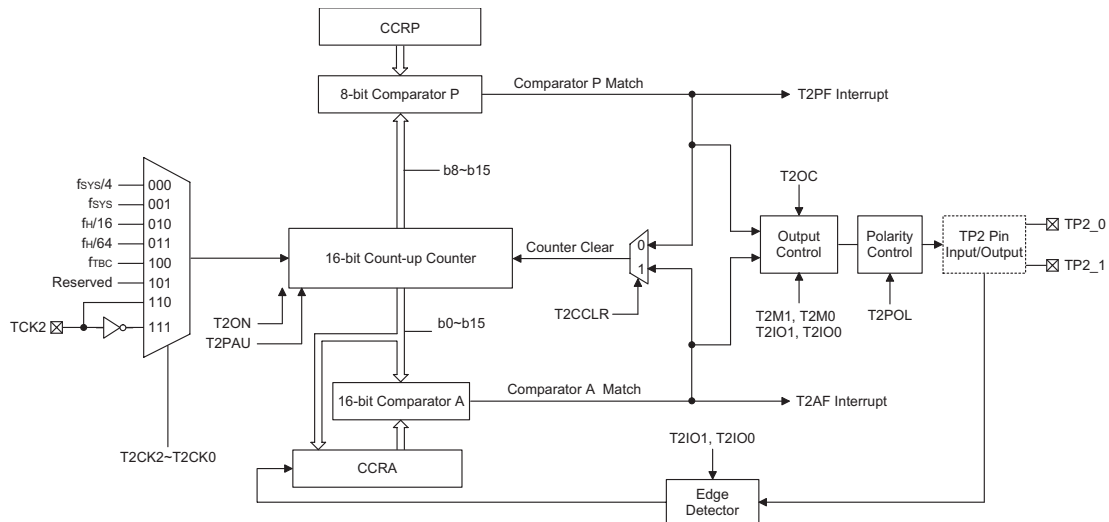 CCRP
8-bit Comparator P
Comparator P Match
T2PF Interrupt
b8~b15
fSYS/4
000
fSYS
001
fH/16
010
fH/64
011
fTBC
100
Reserved
101
110
TCK2
111
T2CK2~T2CK0
16-bit Count-up Counter
T2ON
T2PAU
b0~b15
Counter Clear
0
1
T2CCLR
T2OC
Output
Control
T2M1, T2M0
T2IO1, T2IO0
Polarity
Control
T2POL
TP2 Pin
Input/Output
TP2_0
TP2_1
16-bit Comparator A
Comparator A Match
T2AF Interrupt
CCRA
T2IO1, T2IO0
Edge
Detector